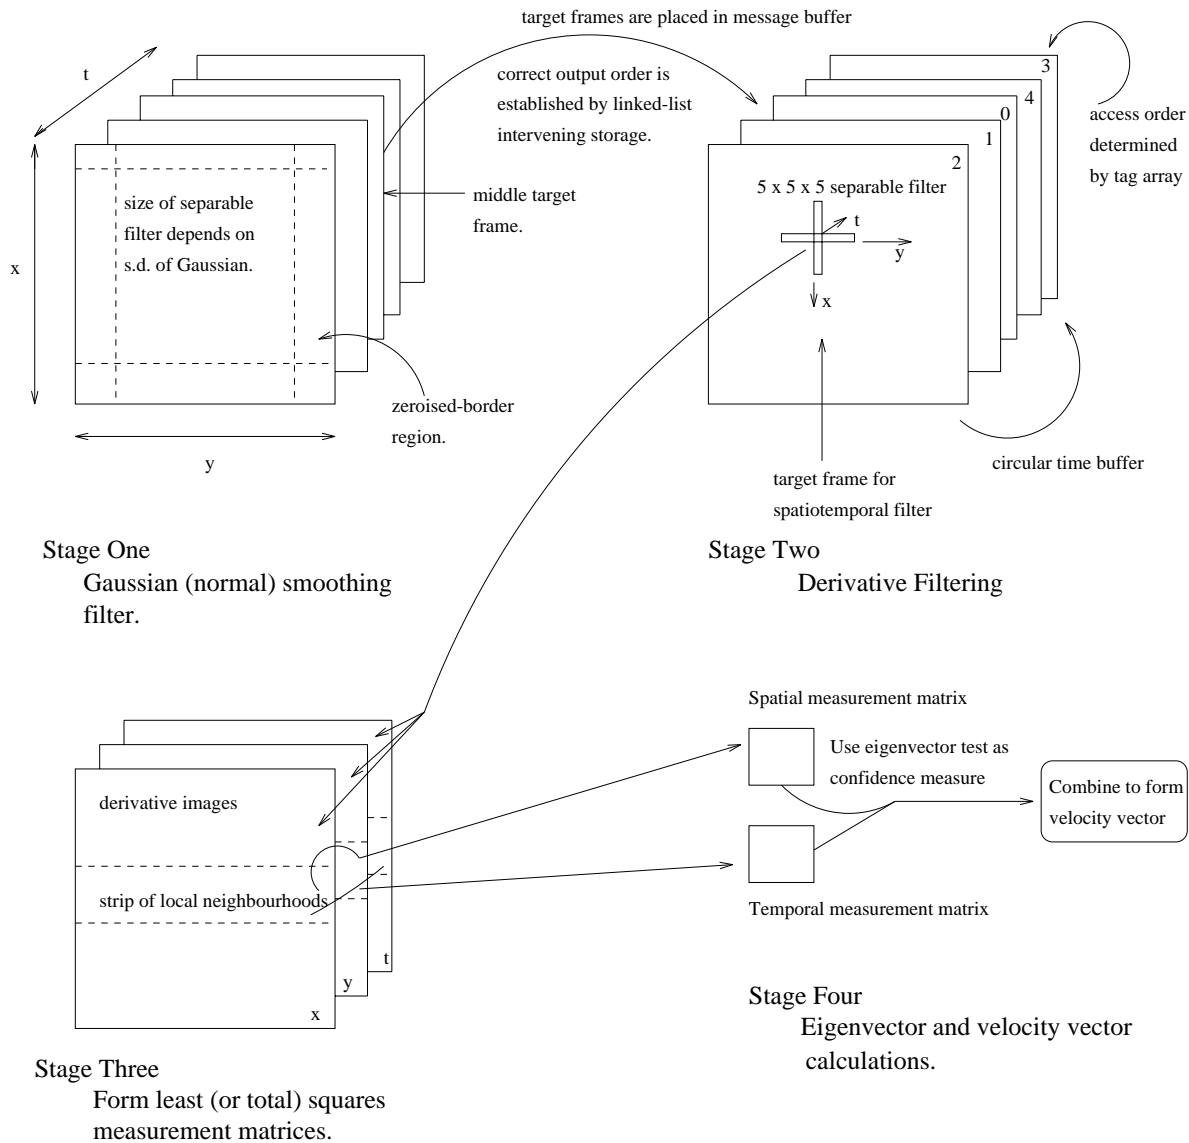 target frames are placed in message buffer
t
correct output order is
established by linked-list
intervening storage.
size of separable
filter depends on
s.d. of Gaussian.
middle target
frame.
x
zeroised-border
region.
y
Stage One
Gaussian (normal) smoothing
filter.
3
4
0
1
2
access order
determined
by tag array
5 x 5 x 5 separable filter
t
y
x
circular time buffer
target frame for
spatiotemporal filter
Stage Two
Derivative Filtering
derivative images
strip of local neighbourhoods
t
y
x
Stage Three
Form least (or total) squares
measurement matrices.
Spatial measurement matrix
Use eigenvector test as
confidence measure
Combine to form
velocity vector
Temporal measurement matrix
Stage Four
Eigenvector and velocity vector
calculations.